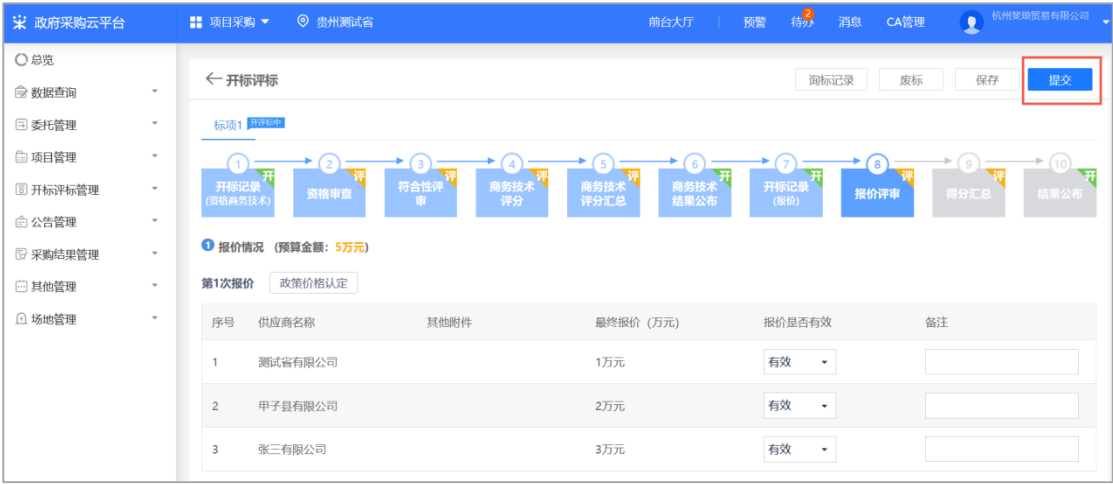 政府采购云平台
项目采购
贵州测试省
前台大厅
预警
待办
2
消息
CA管理
杭州斐琅贸易有限公司
总览
数据查询
委托管理
项目管理
开标评标管理
公告管理
采购结果管理
其他管理
场地管理
开标评标
询标记录
废标
保存
提交
标项1
开评标中
1
开
开标记录
(资格商务技术)
2
评
资格审查
3
评
符合性评
审
4
评
商务技术
评分
5
评
商务技术
评分汇总
6
开
商务技术
结果公布
7
开
开标记录
(报价)
8
评
报价评审
9
评
得分汇总
10
开
结果公布
1 报价情况 (预算金额：5万元)
第1次报价 政策价格认定
序号 供应商名称 其他附件 最终报价 (万元) 报价是否有效 备注
1 测试省有限公司 1万元 有效
2 甲子县有限公司 2万元 有效
3 张三有限公司 3万元 有效